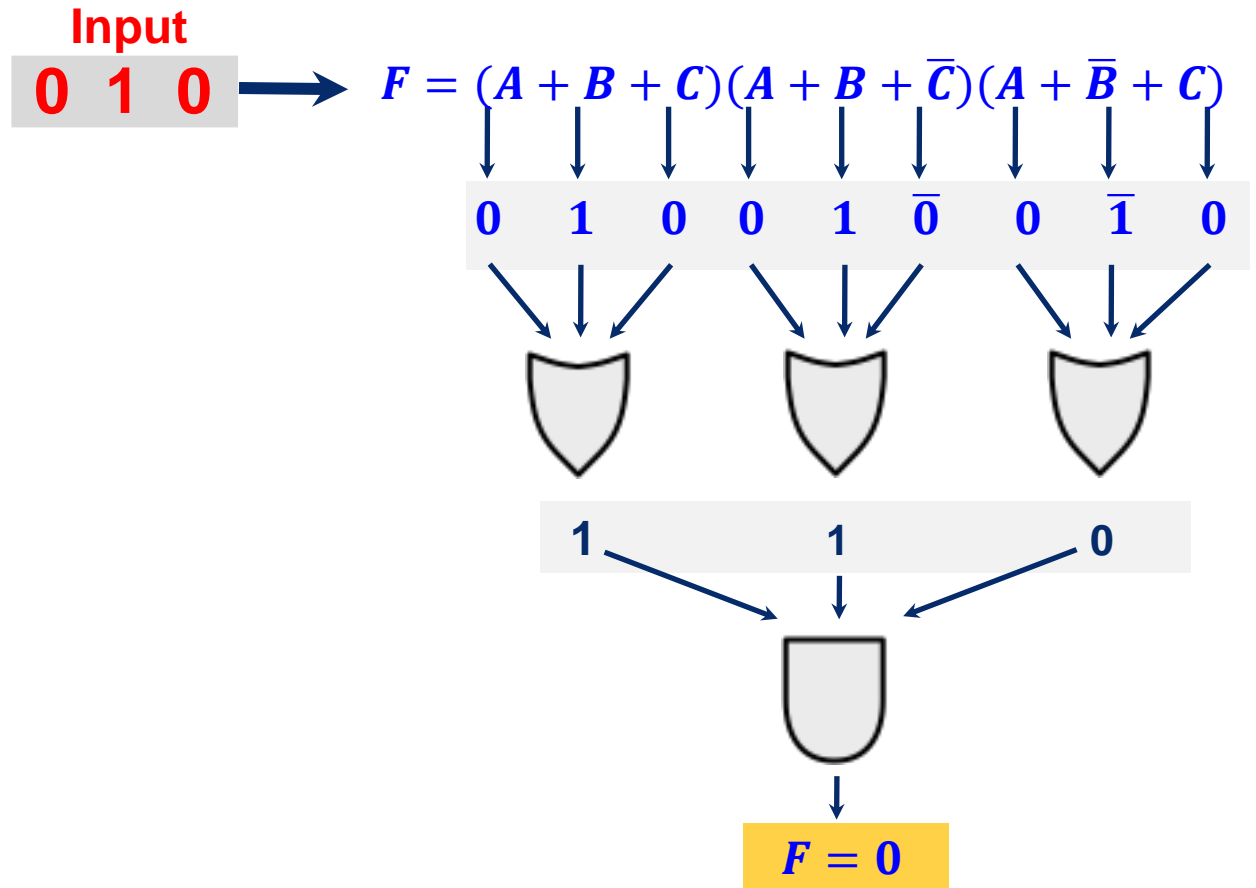 Input
0 1 0
F = (A + B + C)(A + B + C̅)(A + B̅ + C)
0 1 0 0 1 0̅ 0 1̅ 0
1 1 0
F = 0